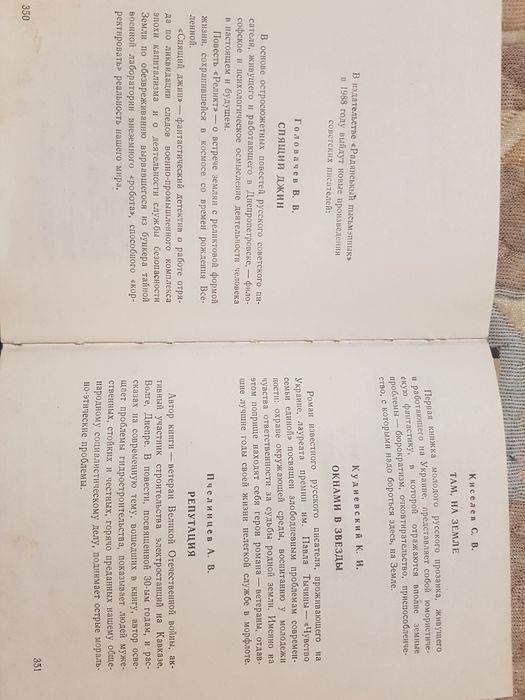 В издательстве «Радянський письменник»
в 1988 году выйдут новые произведения
советских писателей:
Головачев В. В.
СПЯЩИЙ ДЖИН
В основе остросюжетных повестей русского советского пи-
сателя, живущего и работающего в Днепропетровске, — фило-
софское и психологическое осмысление деятельности человека
в настоящем и будущем.
Повесть «Реликт» — о встрече землян с реликтовой формой
жизни, сохранившейся в космосе со времен рождения Все-
ленной.
«Спящий джин» — фантастический детектив о работе отря-
да по ликвидации следов военно-промышленного комплекса
эпохи капитализма и о деятельности службы безопасности
Земли по обезвреживанию вырвавшегося из бункера тайной
военной лаборатории внеземного «робота», способного «кор-
ректировать» реальность нашего мира.
350
Киселев С. В.
ТАМ, НА ЗЕМЛЕ
Первая книжка молодого русского прозаика, живущего
и работающего на Украине, представляет собой юмористиче-
скую фантастику, в которой отражаются вполне земные
проблемы — бюрократизм, очковтирательство, приспособленче-
ство, с которыми надо бороться здесь, на Земле.
Кулиевский К. И.
ОКНАМИ В ЗВЕЗДЫ
Роман известного русского писателя, проживающего на
Украине, лауреата премии им. Павла Тычины — «Чувство
семьи единой» посвящен злободневным проблемам современ-
ности: охране окружающей среды, воспитанию у молодежи
чувства ответственности за судьбы родной земли. Именно на
этом поприще находят себя герои романа — ветераны, отдав-
шие лучшие годы своей жизни нелегкой службе в морфлоте.
Пчелинцев А. В.
РЕПУТАЦИЯ
Автор книги — ветеран Великой Отечественной войны, ак-
тивный участник строительства электростанций на Кавказе,
Волге, Днепре. В повести, посвященной 30-ым годам, и рас-
сказах на современную тему, вошедших в книгу, автор осве-
щает проблемы гидростроительства, показывает людей муже-
ственных, стойких и честных, горячо преданных нашему обще-
народному социалистическому делу, поднимает острые мораль-
но-этические проблемы.
351